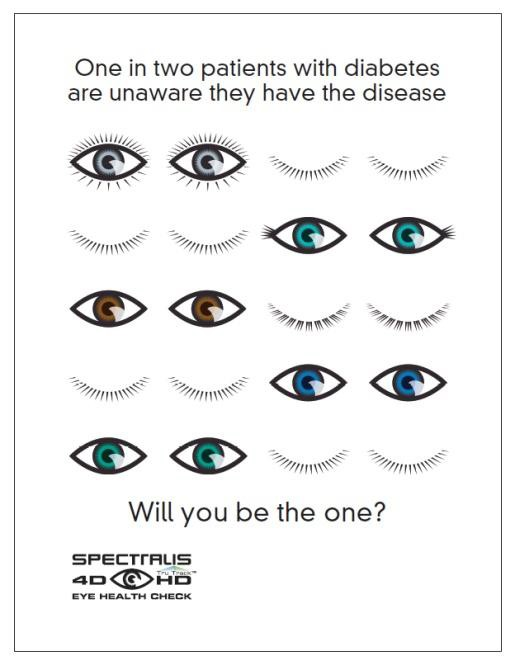 One in two patients with diabetes
are unaware they have the disease
Will you be the one?
SPECTRALIS
Tru Track™
4D HD
EYE HEALTH CHECK